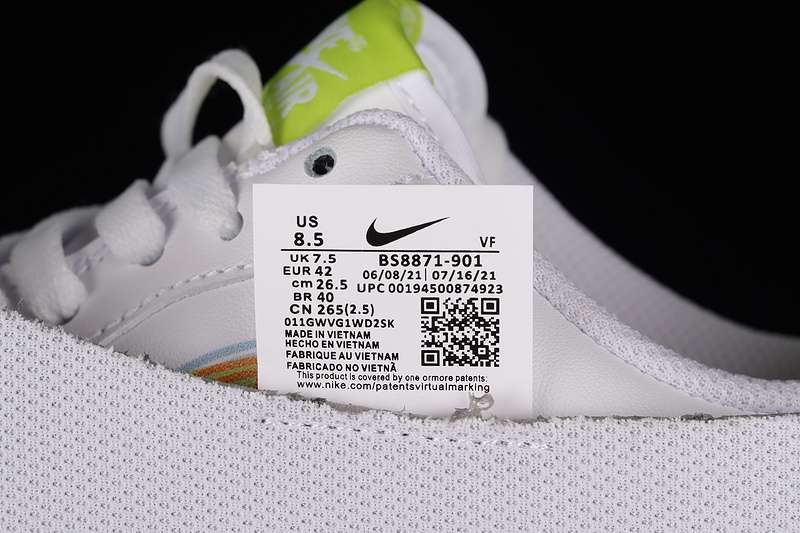 AIR
US
8.5
VF
UK 7.5
EUR 42
cm 26.5
BR 40
CN 265(2.5)
BS8871-901
06/08/21| 07/16/21
UPC 00194500874923
011GWVG1WD2SK
MADE IN VIETNAM
HECHO EN VIETNAM
FABRIQUE AU VIETNAM
FABRICADO NO VIETNÃ
This product is covered by one ormore patents:
www.nike.com/patentsvirtualmarking